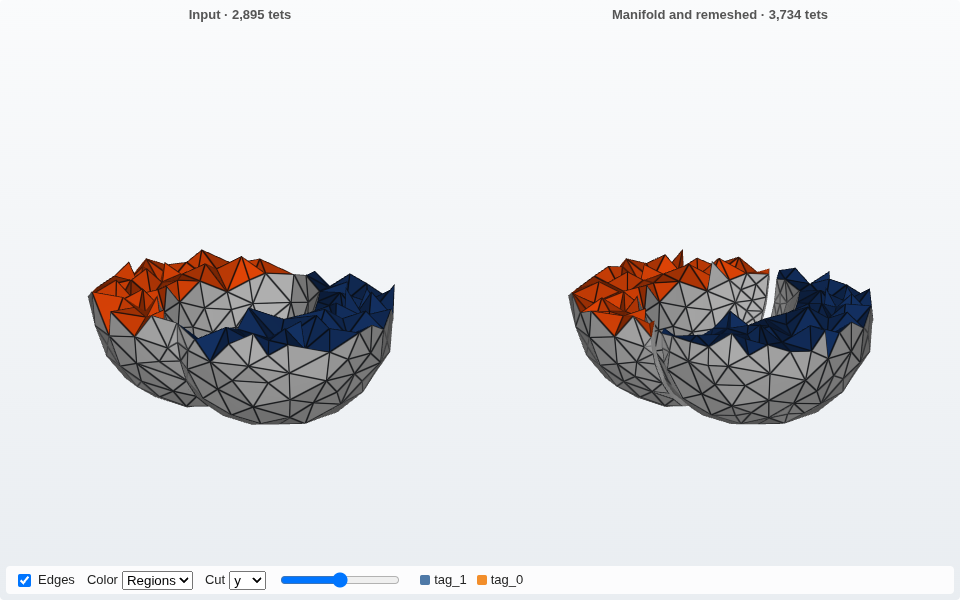 Input · 2,895 tets
Manifold and remeshed · 3,734 tets
Edges Color Regions Cut y tag_1 tag_0